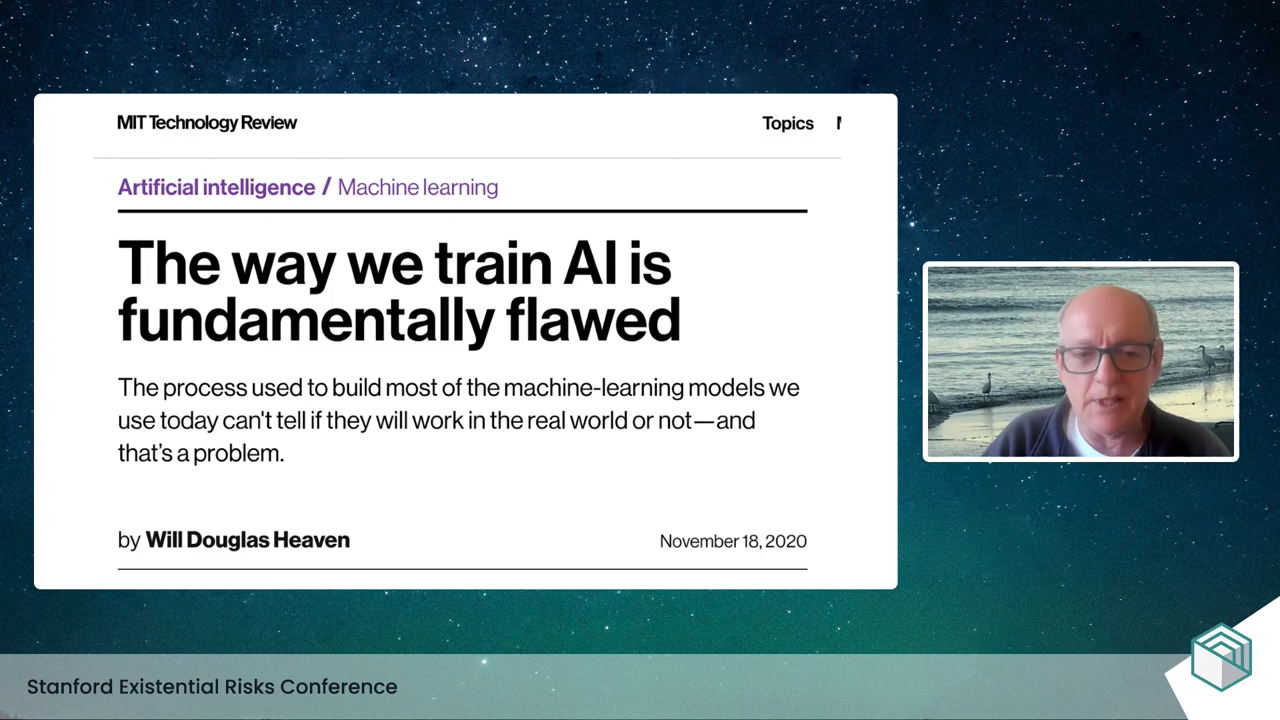 MIT Technology Review
Topics
Artificial intelligence / Machine learning
The way we train AI is
fundamentally flawed
The process used to build most of the machine-learning models we
use today can't tell if they will work in the real world or not—and
that’s a problem.
by Will Douglas Heaven
November 18, 2020
Stanford Existential Risks Conference